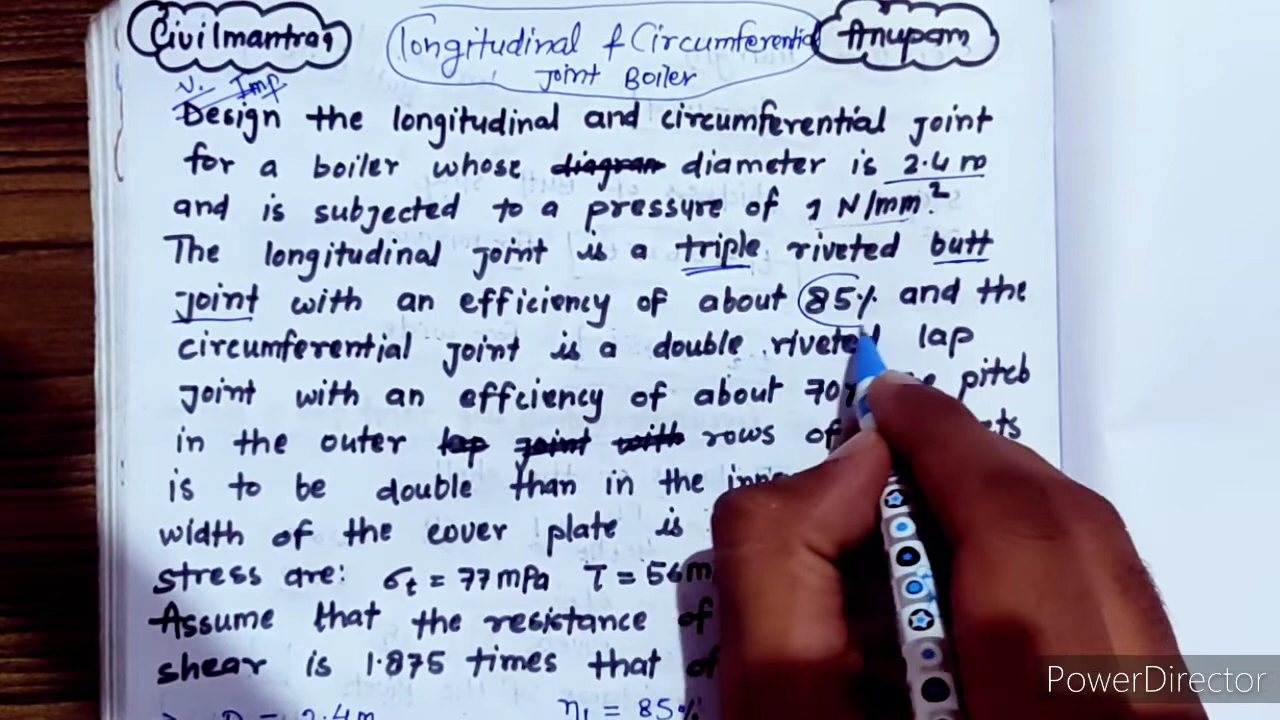 Civilmantraa
Longitudinal & Circumferential
Joint Boiler
Anupam
V. Imp
Design the longitudinal and circumferential joint
for a boiler whose diagram diameter is 2.4 m
and is subjected to a pressure of 1 N/mm².
The longitudinal joint is a triple riveted butt
joint with an efficiency of about 85% and the
circumferential joint is a double riveted lap
joint with an effciency of about 70% pitch
in the outer lap joint with rows of
is to be double than in the
width of the cover plate is
stress are: σt = 77 mpa τ = 56 m
Assume that the resistance of
shear is 1.875 times that of
D = 2.4m η1 = 85%
PowerDirector